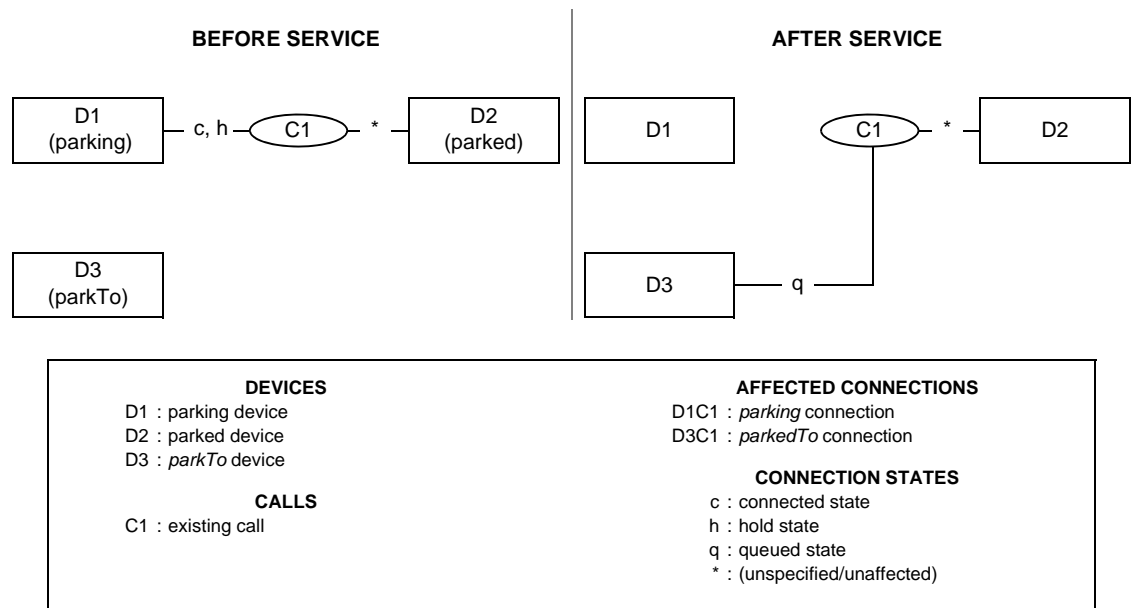 BEFORE SERVICE
AFTER SERVICE
D1
(parking)
c, h
C1
*
D2
(parked)
D1
C1
*
D2
D3
(parkTo)
D3
q
DEVICES
D1 : parking device
D2 : parked device
D3 : parkTo device
CALLS
C1 : existing call
AFFECTED CONNECTIONS
D1C1 : parking connection
D3C1 : parkedTo connection
CONNECTION STATES
c : connected state
h : hold state
q : queued state
* : (unspecified/unaffected)